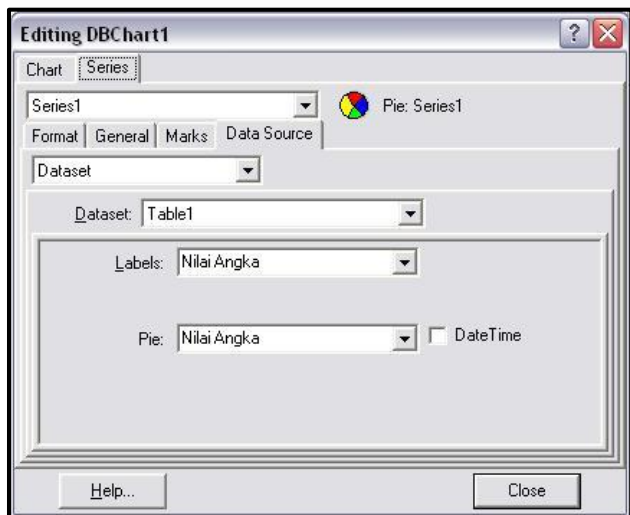 Editing DBChart1
Chart Series
Series1 Pie: Series1
Format General Marks Data Source
Dataset
Dataset: Table1
Labels: Nilai Angka
Pie: Nilai Angka DateTime
Help... Close